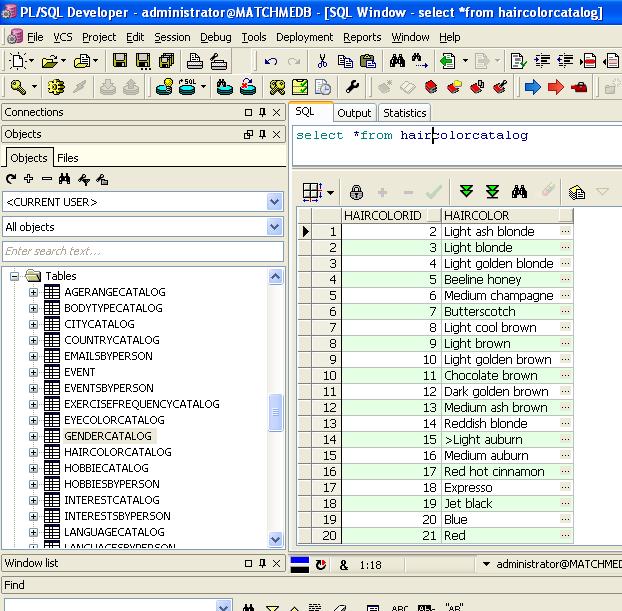 PL/SQL Developer - administrator@MATCHMEDB - [SQL Window - select *from haircolorcatalog]
File VCS Project Edit Session Debug Tools Documents Reports Window Help
SQL
Connections
Objects
Objects Files
<CURRENT USER>
All objects
Enter search text...
Tables
AGERANGECATALOG
BODYTYPECATALOG
CITYCATALOG
COUNTRYCATALOG
EMAILSBYPERSON
EVENT
EVENTSBYPERSON
EXERCISEFREQUENCYCATALOG
EYECOLORCATALOG
GENDERCATALOG
HAIRCOLORCATALOG
HOBBIECATALOG
HOBBIESBYPERSON
INTERESTCATALOG
INTERESTSBYPERSON
LANGUAGECATALOG
LANGUAGESBYPERSON
Window list
Find
SQL Output Statistics
select *from haircolorcatalog
HAIRCOLORID HAIRCOLOR
1 2 Light ash blonde
2 3 Light blonde
3 4 Light golden blonde
4 5 Beeline honey
5 6 Medium champagne
6 7 Butterscotch
7 8 Light cool brown
8 9 Light brown
9 10 Light golden brown
10 11 Chocolate brown
11 12 Dark golden brown
12 13 Medium ash brown
13 14 Reddish blonde
14 15 >Light auburn
15 16 Medium auburn
16 17 Red hot cinnamon
17 18 Expresso
18 19 Jet black
19 20 Blue
20 21 Red
& 1:18 administrator@MATCHMED
ABC "AB"